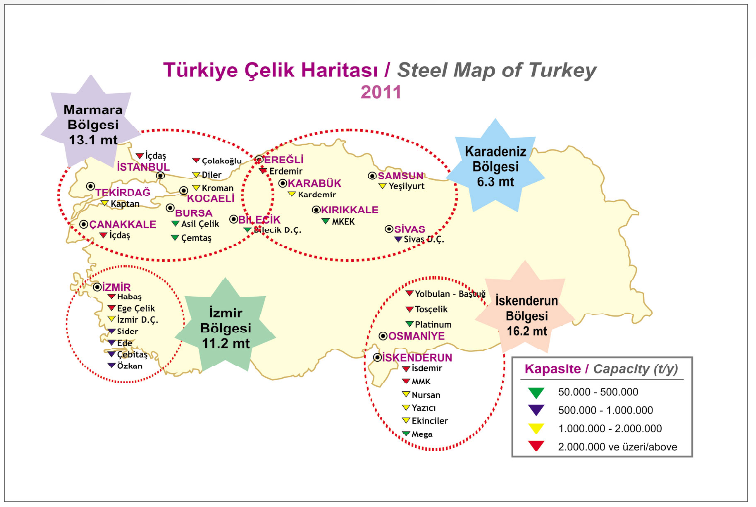 Türkiye Çelik Haritası / Steel Map of Turkey
2011
Marmara
Bölgesi
13.1 mt
Karadeniz
Bölgesi
6.3 mt
İçdaş
İSTANBUL
Çolakoğlu
Diler
Kroman
KOCAELİ
TEKİRDAĞ
Kaptan
ÇANAKKALE
İçdaş
BURSA
Asil Çelik
Çemtaş
BİLECİK
Bilecik D.Ç.
EREĞLİ
Erdemir
KARABÜK
Kardemir
KIRIKKALE
MKEK
SAMSUN
Yeşilyurt
SİVAS
Sivas D.Ç.
İZMİR
Habaş
Ege Çelik
İzmir D.Ç.
Sider
Ede
Çebitaş
Özkan
İzmir
Bölgesi
11.2 mt
Yolbulan - Baştuğ
Tosçelik
Platinum
OSMANİYE
İSKENDERUN
İsdemir
MMK
Nursan
Yazıcı
Ekinciler
Mega
İskenderun
Bölgesi
16.2 mt
Kapasite / Capacity (t/y)
50.000 - 500.000
500.000 - 1.000.000
1.000.000 - 2.000.000
2.000.000 ve üzeri/above